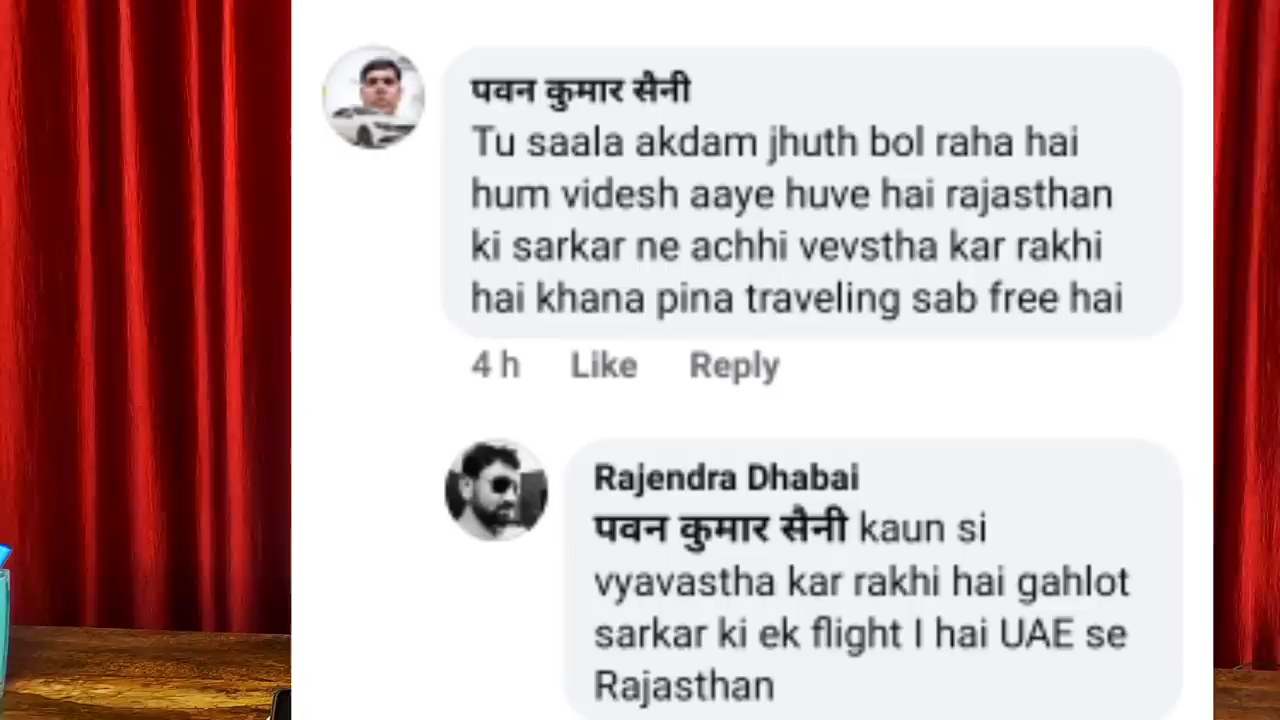 पवन कुमार सैनी
Tu saala akdam jhuth bol raha hai
hum videsh aaye huve hai rajasthan
ki sarkar ne achhi vevstha kar rakhi
hai khana pina traveling sab free hai
4 h Like Reply
Rajendra Dhabai
पवन कुमार सैनी kaun si
vyavastha kar rakhi hai gahlot
sarkar ki ek flight I hai UAE se
Rajasthan